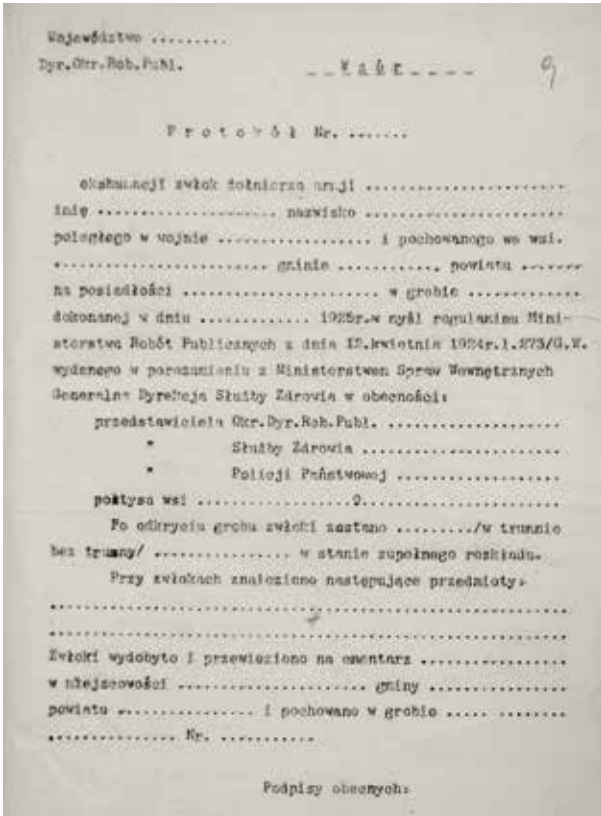 Województwo .........
Dyr.Okr.Rob.Publ.
_ _ W z ó r _ _ _ _
9
P r o t o k ó ł Nr. .......
ekshumacji zwłok żołnierza armji .......................
imię .................... nazwisko .......................
poległego w wojnie .................. i pochowanego we wsi.
......................... gminie ............ powiatu .......
na posiadłości ......................... w grobie .............
dokonanej w dniu ............. 1925r.w myśl regulaminu Mini-
sterstwa Robót Publicznych z dnia 12.kwietnia 1924r.l.273/G.W.
wydanego w porozumieniu z Ministerstwem Spraw Wewnętrznych
Generalna Dyrekcja Służby Zdrowia w obecności:
przedstawiciela Okr.Dyr.Rob.Publ. ....................
" Służby Zdrowia .......................
" Policji Państwowej ...................
sołtysa wsi ..................0.......................
Po odkryciu grobu zwłoki zastano ........./w trumnie
bez trumny/ ................ w stanie zupełnego rozkładu.
Przy zwłokach znaleziono następujące przedmioty:
..............................................................
..............................................................
Zwłoki wydobyto i przewieziono na cmentarz .................
w miejscowości ...................... gminy ................
powiatu ................ i pochowano w grobie ..... ........
............... Nr. ...........
Podpisy obecnych: